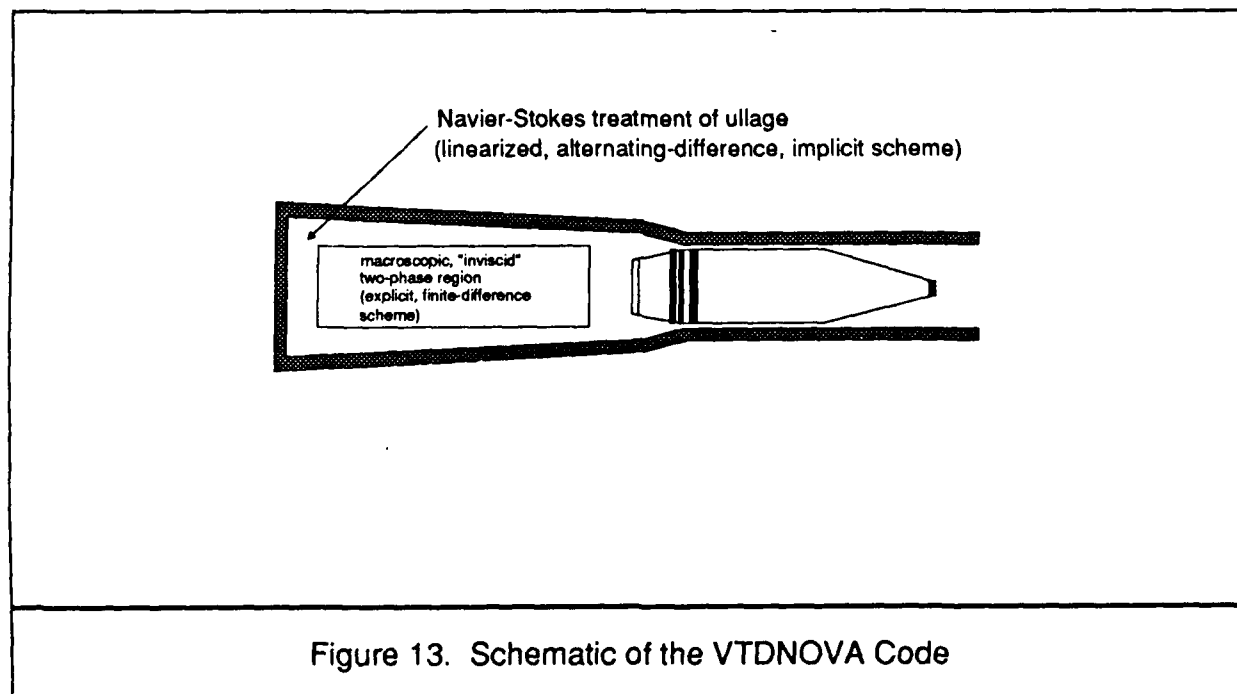 Navier-Stokes treatment of ullage
(linearized, alternating-difference, implicit scheme)
macroscopic, "inviscid"
two-phase region
(explicit, finite-difference
scheme)
Figure 13. Schematic of the VTDNOVA Code